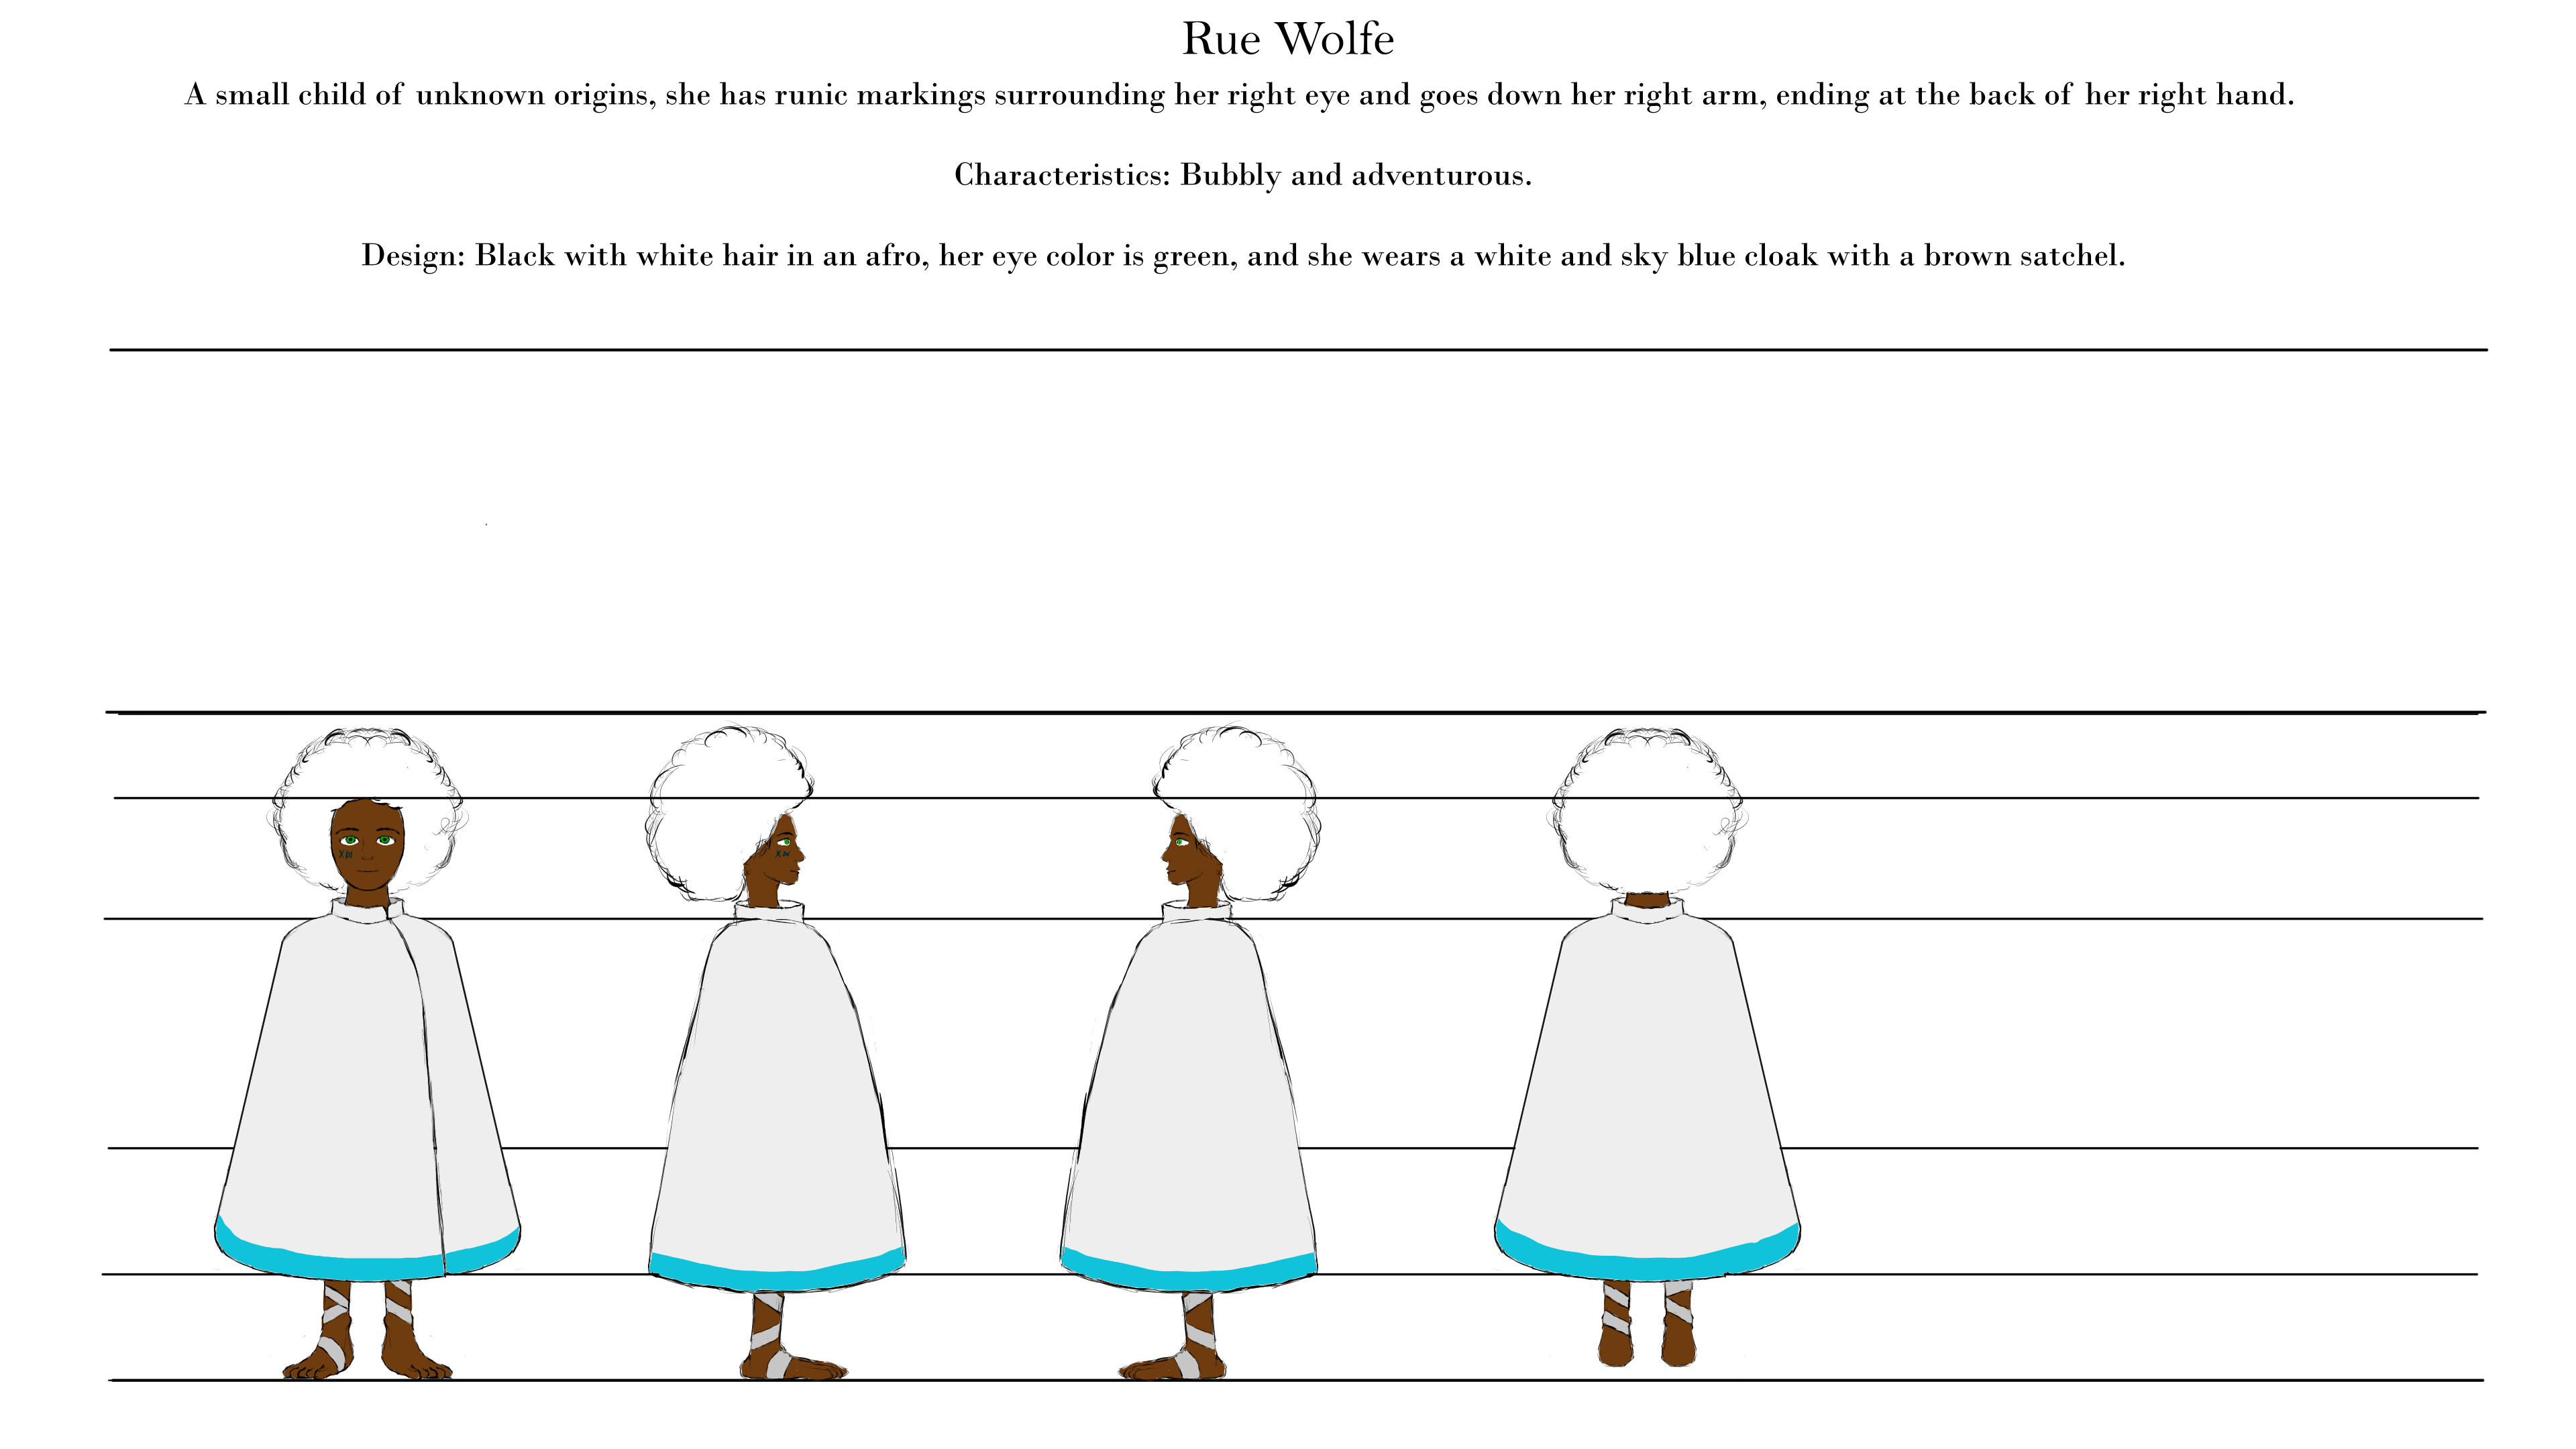 Rue Wolfe
A small child of unknown origins, she has runic markings surrounding her right eye and goes down her right arm, ending at the back of her right hand.
Characteristics: Bubbly and adventurous.
Design: Black with white hair in an afro, her eye color is green, and she wears a white and sky blue cloak with a brown satchel.